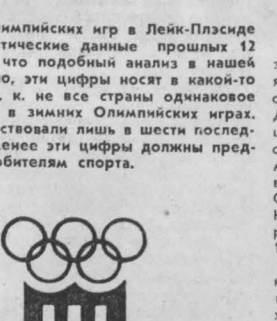 лимпийских игр в Лейк-Плэсиде
тические данные прошлых 12
что подобный анализ в нашей
о, эти цифры носят в какой-то
. к. не все страны одинаковое
в зимних Олимпийских играх.
ствовали лишь в шести послед-
енее эти цифры должны пред-
бителям спорта.